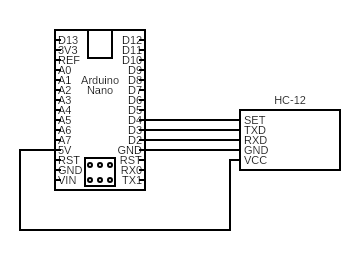 D13 D12
3V3 D11
REF D10
A0 D9
A1 Arduino D8
A2 Nano D7
A3 D6
A4 D5
A5 D4
A6 D3
A7 D2
5V GND
RST RST
GND RX0
VIN TX1
HC-12
SET
TXD
RXD
GND
VCC